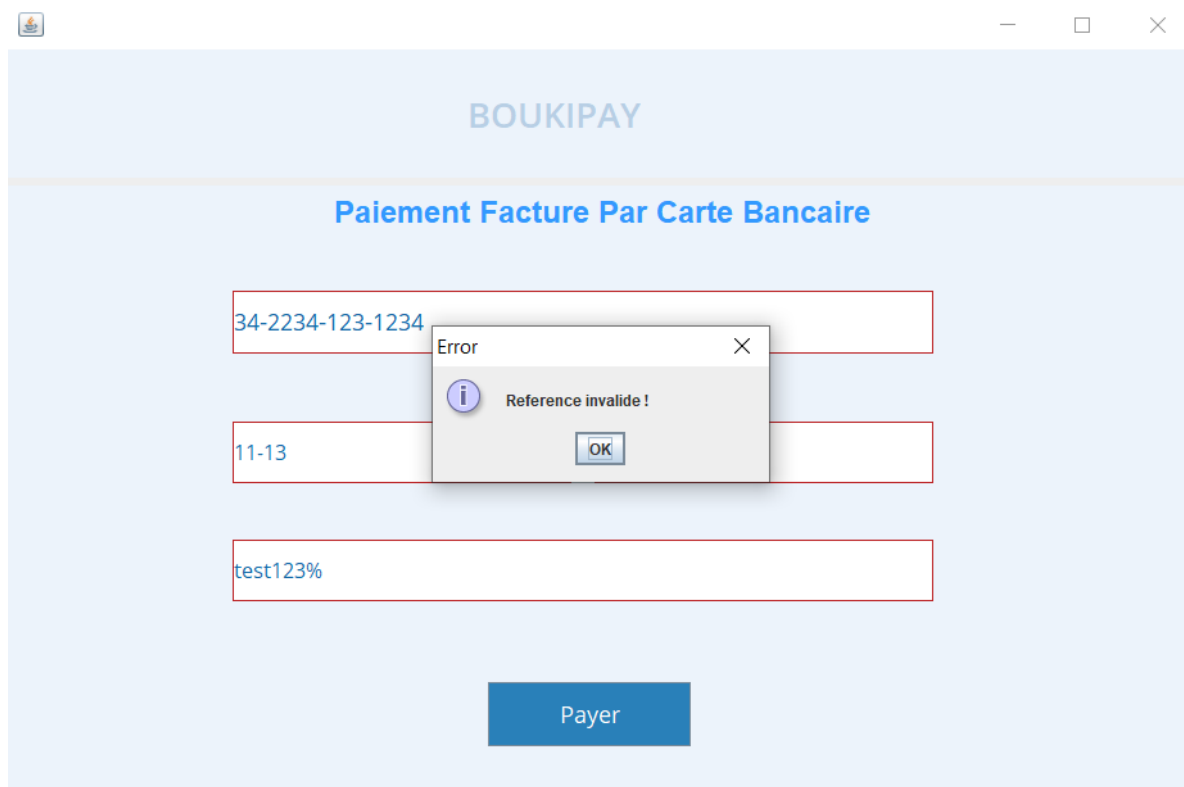 BOUKIPAY
Paiement Facture Par Carte Bancaire
34-2234-123-1234
Error
Reference invalide !
OK
11-13
test123%
Payer